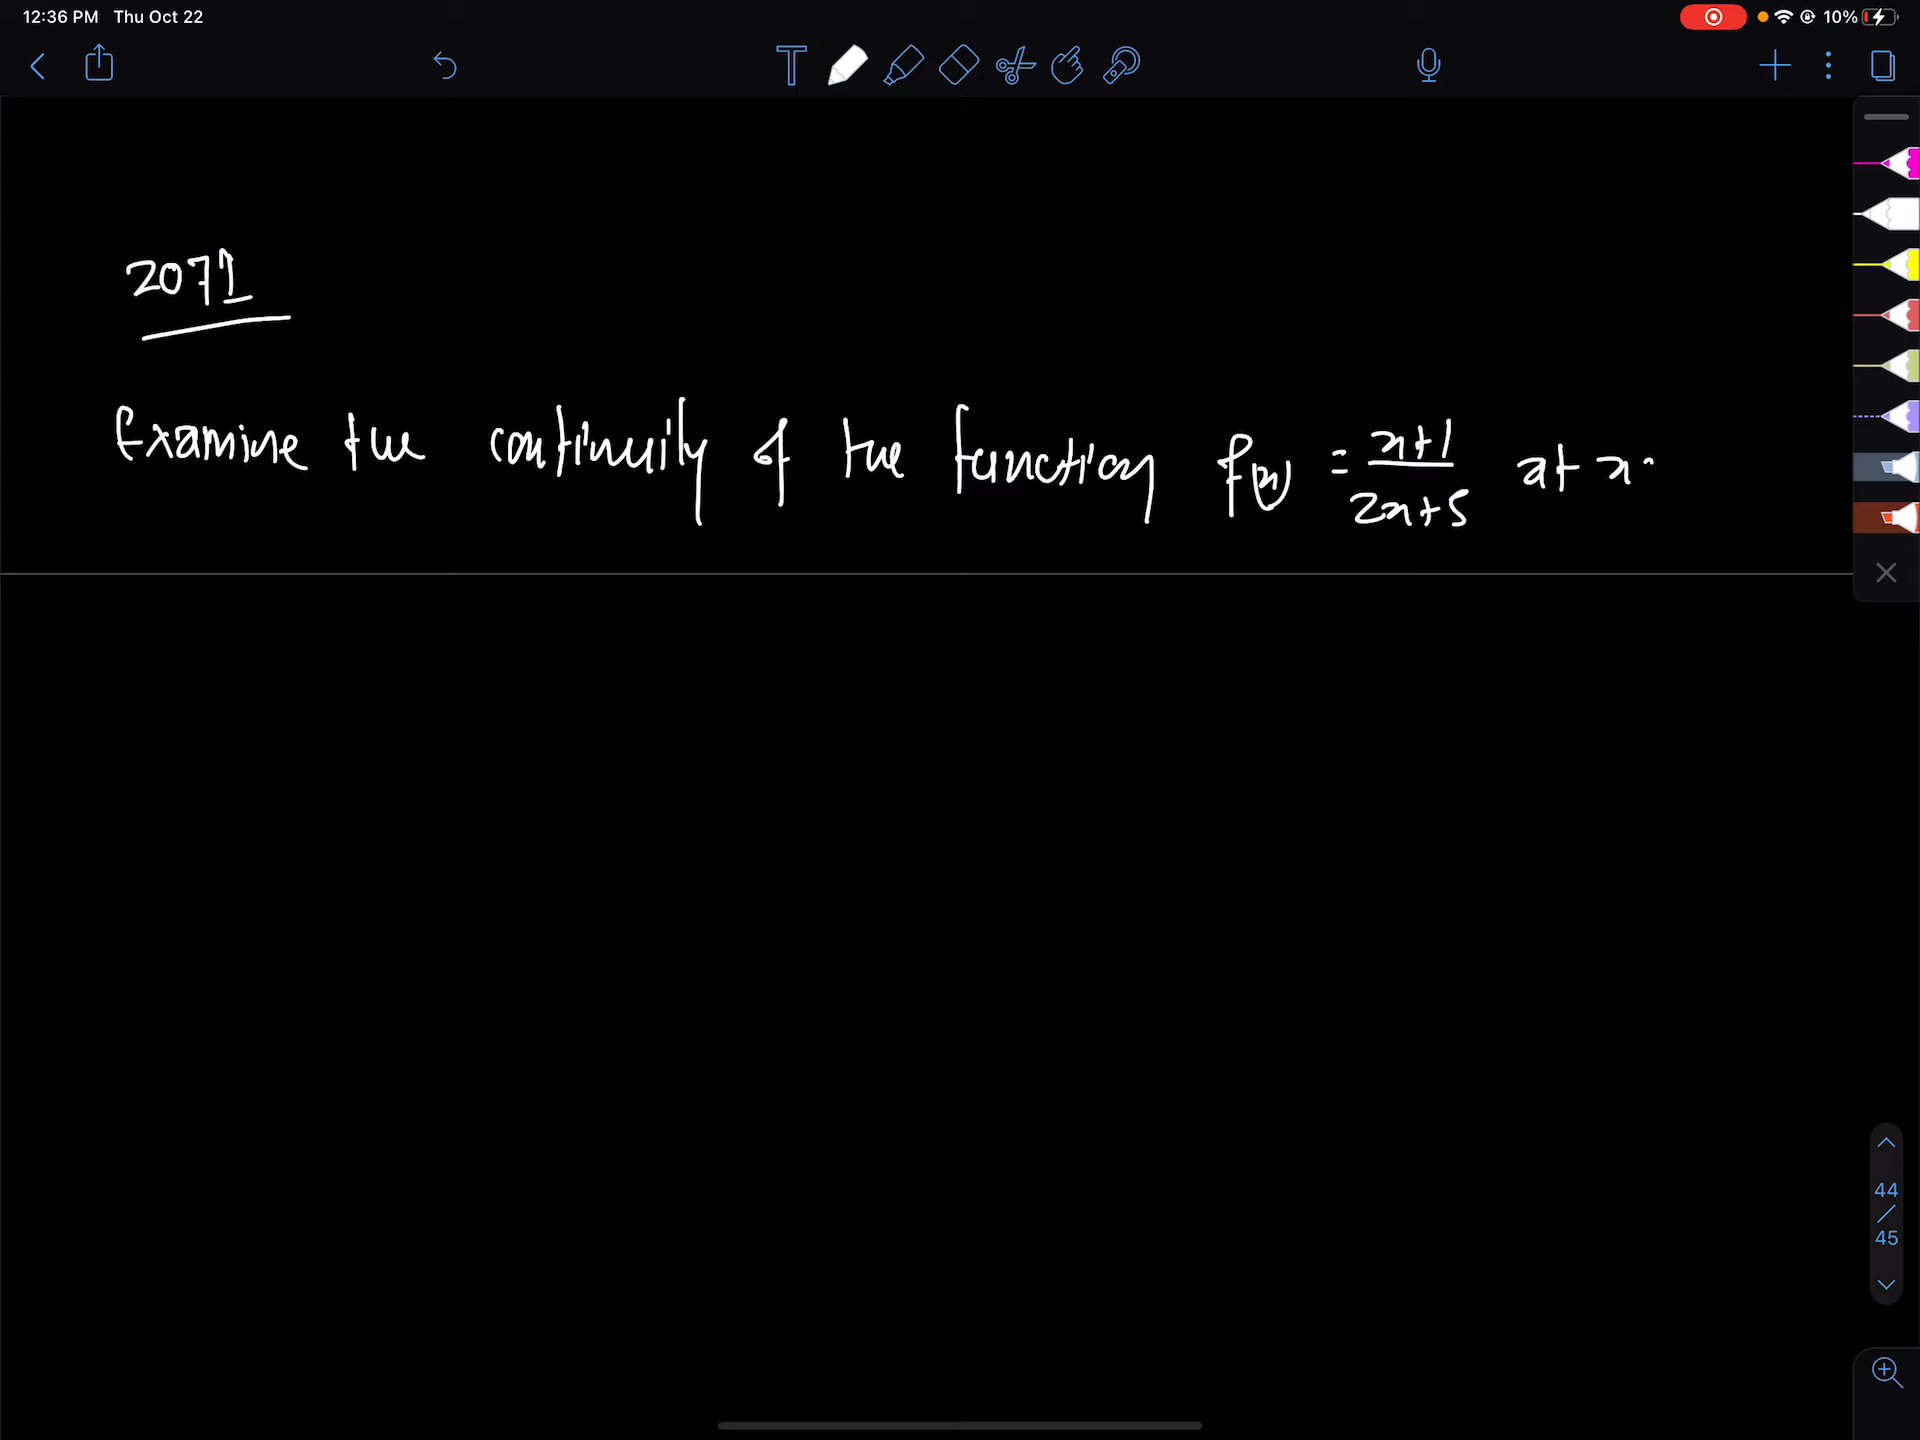 12:36 PM Thu Oct 22
10%
2071
Examine the continuity of the function f(x) = x+1 / 2x+5 at x
44
/
45